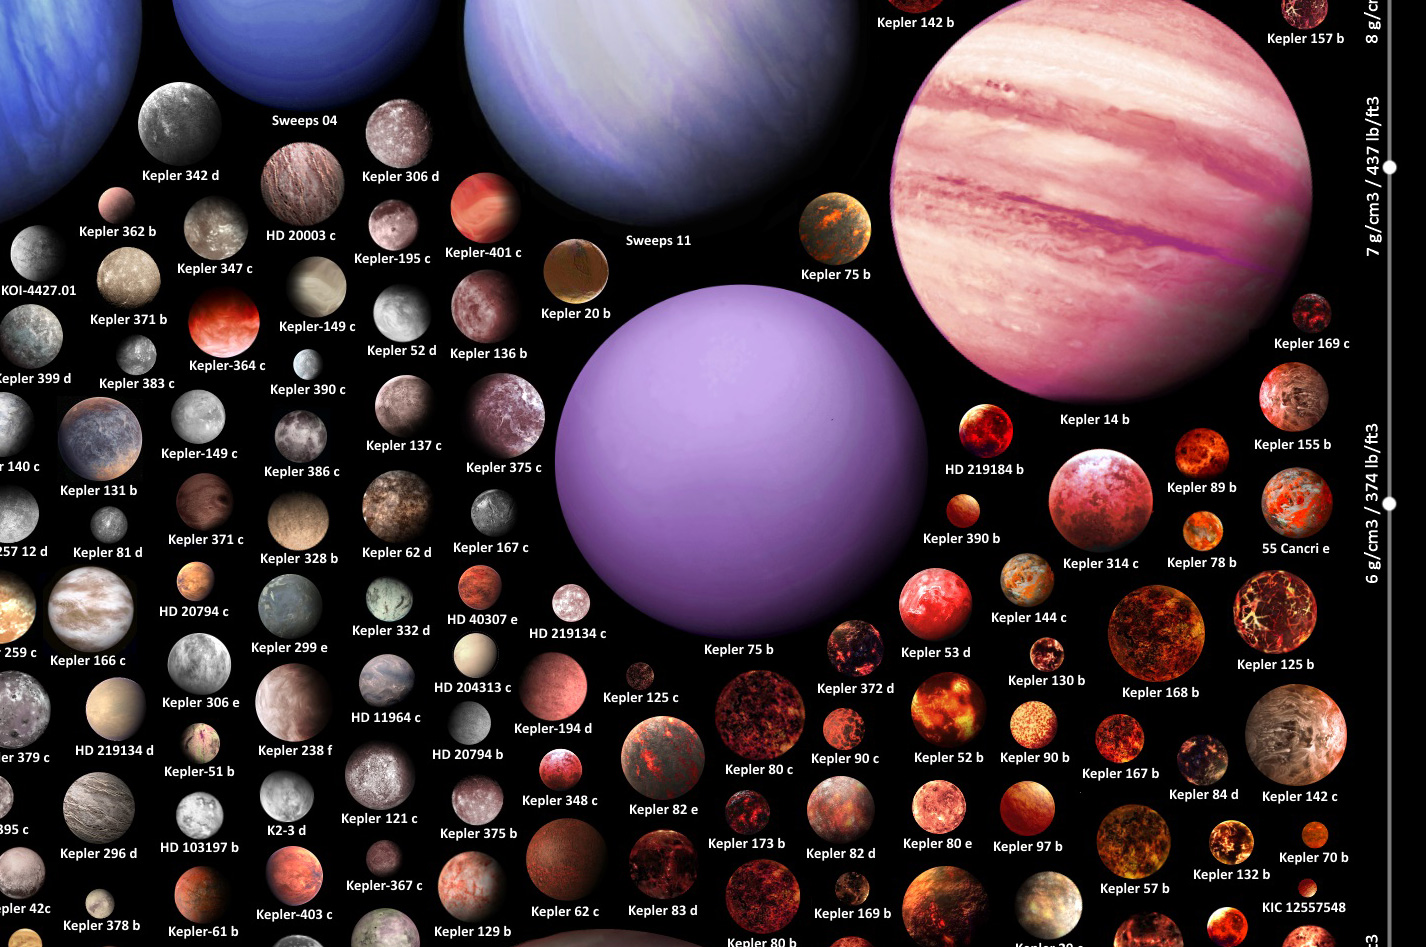 Kepler 142 b
Kepler 157 b
8 g/cm
Sweeps 04
Kepler 342 d
Kepler 306 d
7 g/cm3 / 437 lb/ft3
Kepler 362 b
HD 20003 c
Sweeps 11
Kepler-401 c
Kepler-195 c
Kepler 347 c
Kepler 75 b
KOI-4427.01
Kepler 371 b
Kepler-149 c
Kepler 20 b
Kepler 169 c
Kepler 52 d
Kepler 136 b
Kepler-364 c
Kepler 399 d
Kepler 383 c
Kepler 390 c
Kepler 14 b
Kepler 137 c
Kepler 155 b
Kepler-149 c
r 140 c
Kepler 386 c
Kepler 375 c
HD 219184 b
Kepler 131 b
Kepler 89 b
6 g/cm3 / 374 lb/ft3
Kepler 371 c
Kepler 390 b
257 12 d
Kepler 81 d
Kepler 328 b
Kepler 62 d
Kepler 167 c
55 Cancri e
Kepler 314 c
Kepler 78 b
HD 20794 c
Kepler 144 c
HD 40307 e
Kepler 332 d
HD 219134 c
259 c
Kepler 166 c
Kepler 299 e
Kepler 75 b
Kepler 53 d
Kepler 125 b
Kepler 130 b
HD 204313 c
Kepler 372 d
Kepler 168 b
Kepler 306 e
Kepler 125 c
HD 11964 c
Kepler-194 d
er 379 c
HD 219134 d
Kepler 238 f
HD 20794 b
Kepler 90 c
Kepler 52 b
Kepler 90 b
Kepler-51 b
Kepler 80 c
Kepler 167 b
Kepler 348 c
Kepler 84 d
Kepler 142 c
Kepler 82 e
Kepler 121 c
395 c
K2-3 d
Kepler 375 b
HD 103197 b
Kepler 173 b
Kepler 80 e
Kepler 97 b
Kepler 296 d
Kepler 82 d
Kepler 70 b
Kepler 132 b
Kepler-367 c
Kepler 57 b
epler 42c
Kepler-403 c
Kepler 62 c
Kepler 83 d
Kepler 169 b
KIC 12557548
Kepler 378 b
Kepler-61 b
Kepler 129 b
Kepler 80 b